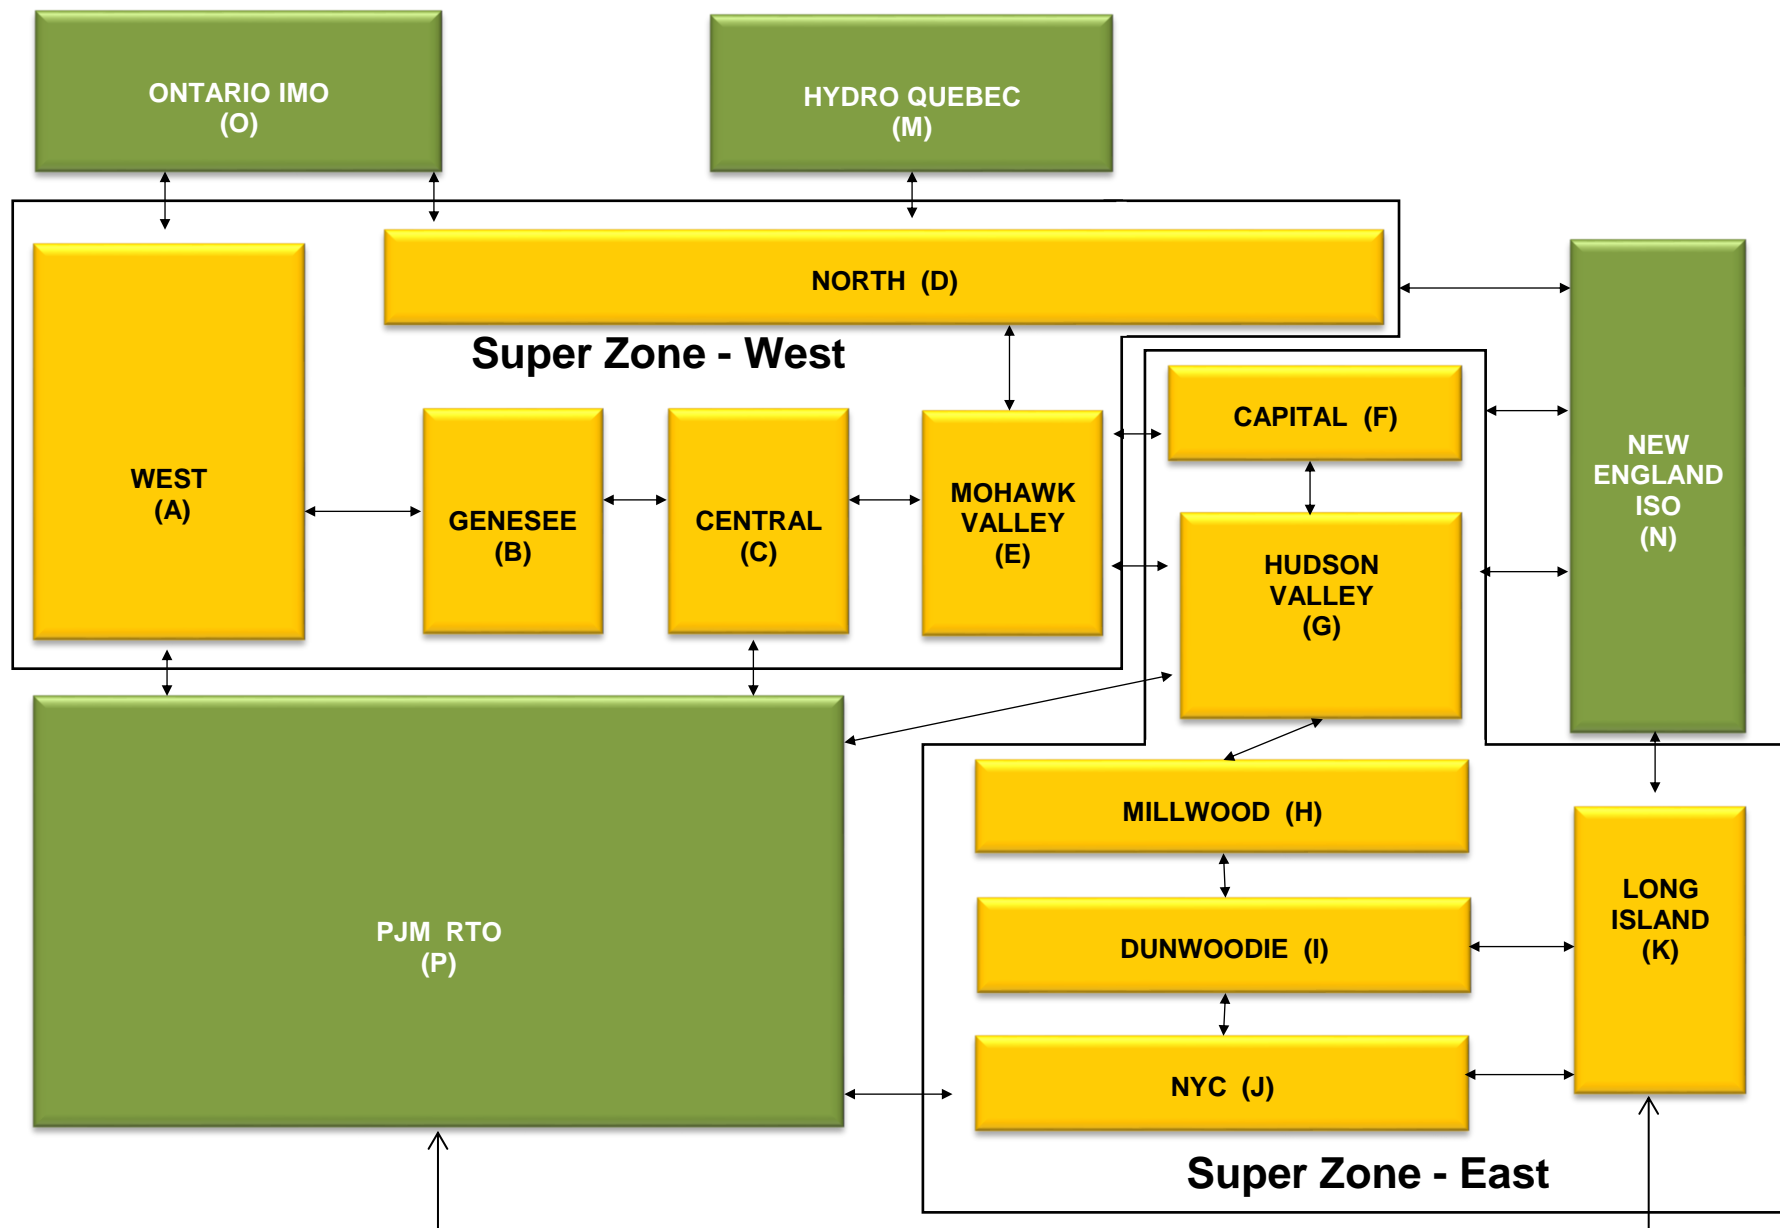 ONTARIO IMO
(O)
HYDRO QUEBEC
(M)
NORTH  (D)
Super Zone - West
WEST
(A)
GENESEE
(B)
CENTRAL
(C)
MOHAWK
VALLEY
(E)
CAPITAL  (F)
HUDSON
VALLEY
(G)
NEW
ENGLAND
ISO
(N)
PJM  RTO
(P)
MILLWOOD  (H)
DUNWOODIE  (I)
NYC  (J)
LONG
ISLAND
(K)
Super Zone - East